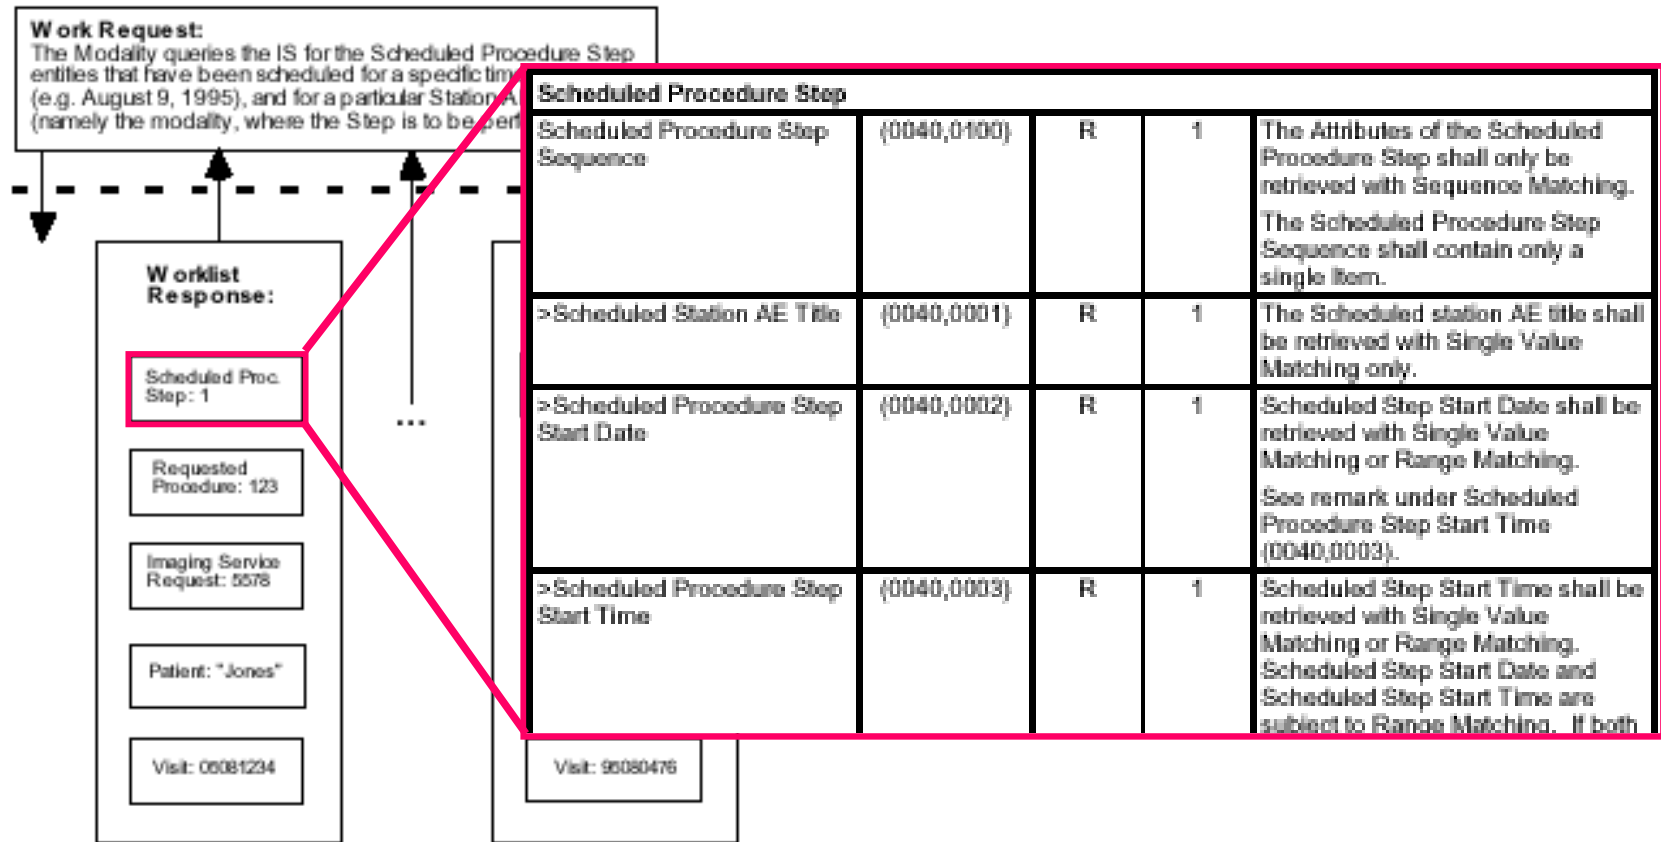 Work Request:
The Modality queries the IS for the Scheduled Procedure Step
entities that have been scheduled for a specific tim
(e.g. August 9, 1995), and for a particular Station A
(namely the modality, where the Step is to be perf
Worklist
Response:
Scheduled Proc.
Step: 1
Requested
Procedure: 123
Imaging Service
Request: 5578
Patient: "Jones"
Visit: 06081234
...
Visit: 96080476
Scheduled Procedure Step
Scheduled Procedure Step
Sequence
(0040,0100)
R
1
The Attributes of the Scheduled
Procedure Step shall only be
retrieved with Sequence Matching.
The Scheduled Procedure Step
Sequence shall contain only a
single Item.
>Scheduled Station AE Title
(0040,0001)
R
1
The Scheduled station AE title shall
be retrieved with Single Value
Matching only.
>Scheduled Procedure Step
Start Date
(0040,0002)
R
1
Scheduled Step Start Date shall be
retrieved with Single Value
Matching or Range Matching.
See remark under Scheduled
Procedure Step Start Time
(0040,0003).
>Scheduled Procedure Step
Start Time
(0040,0003)
R
1
Scheduled Step Start Time shall be
retrieved with Single Value
Matching or Range Matching.
Scheduled Step Start Date and
Scheduled Step Start Time are
subject to Range Matching. If both